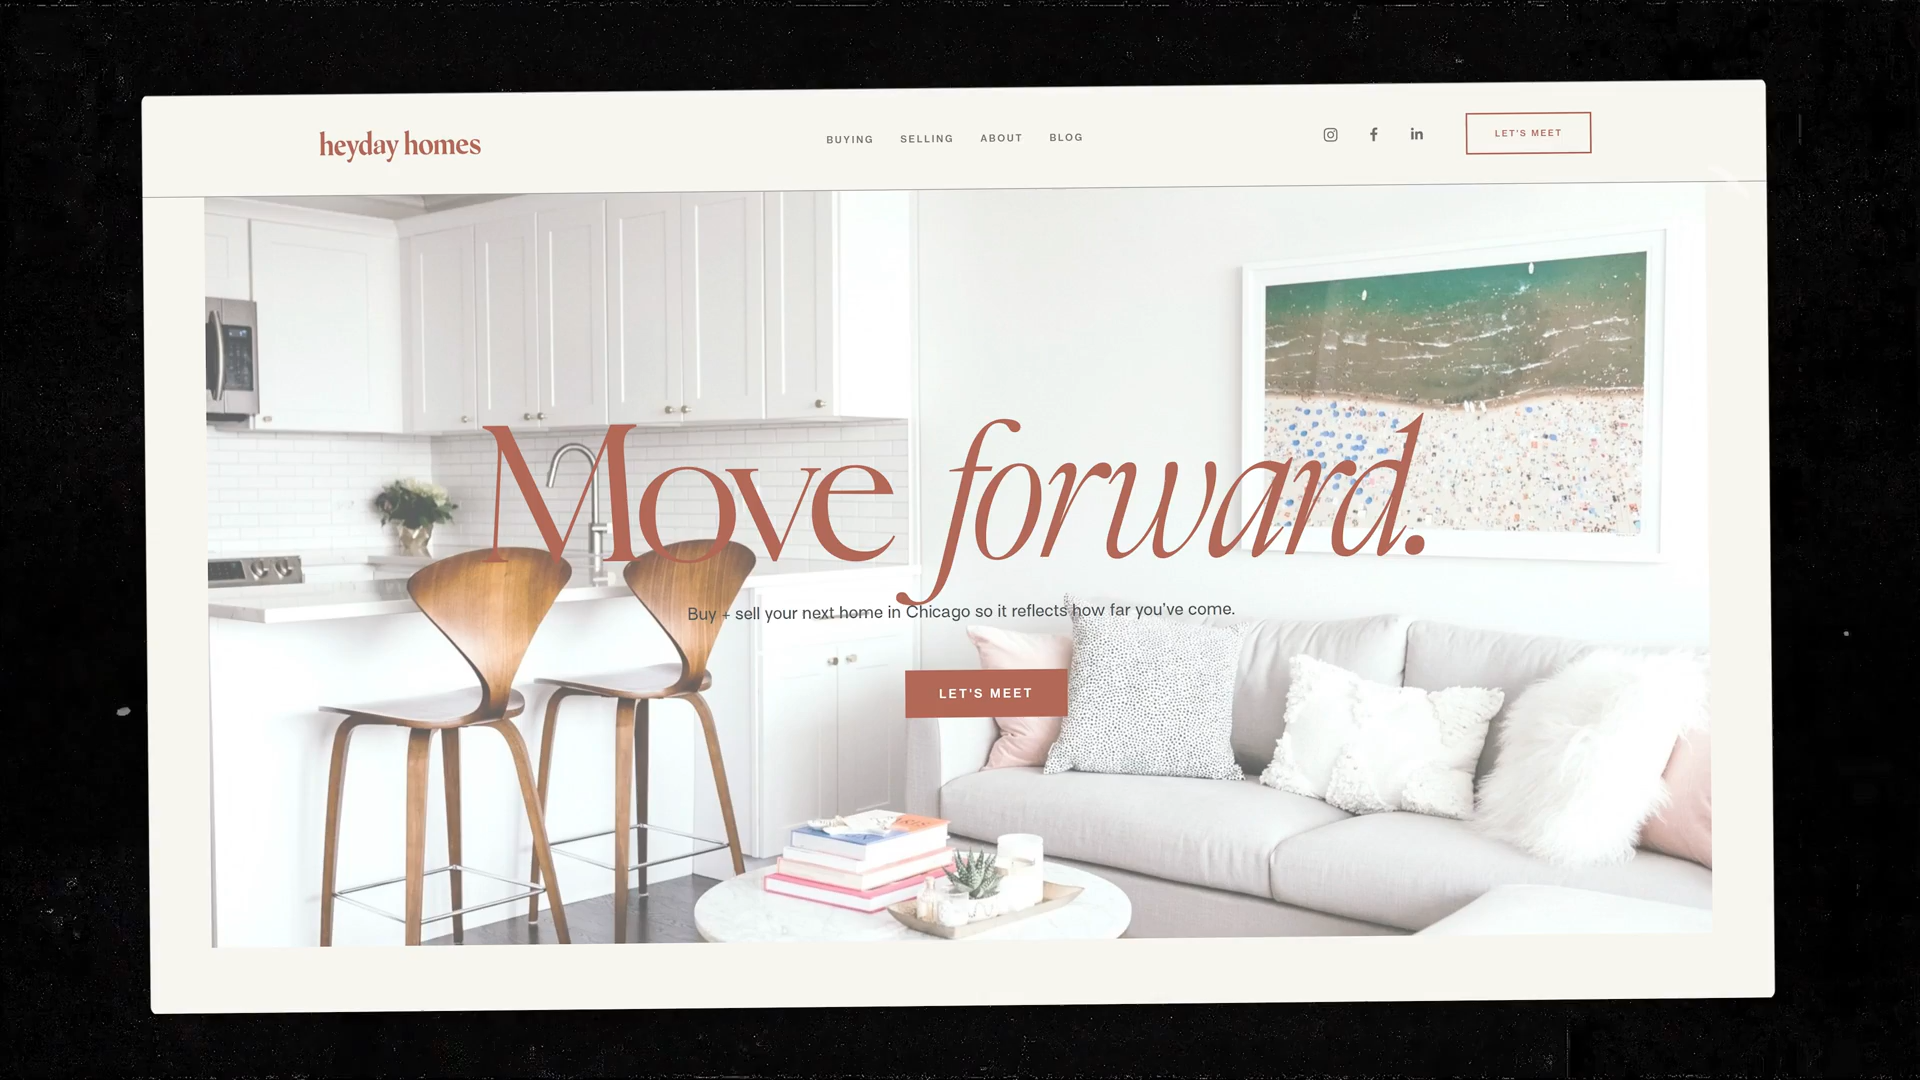 heyday homes
BUYING SELLING ABOUT BLOG
LET'S MEET
Move forward.
Buy + sell your next home in Chicago so it reflects how far you've come.
LET'S MEET